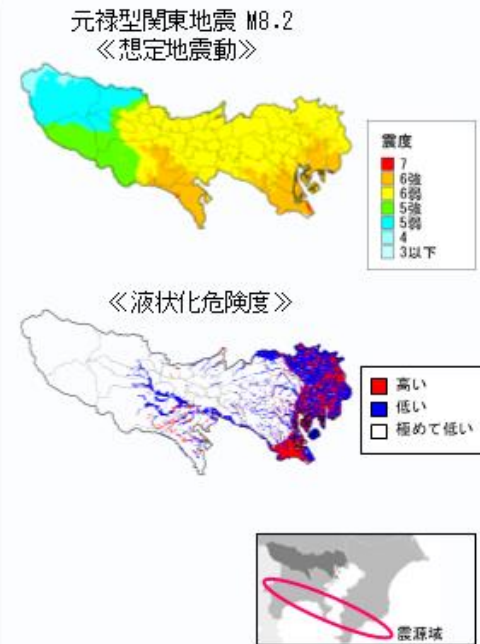 元禄型関東地震 M8.2
≪想定地震動≫
震度
7
6強
6弱
5強
5弱
4
3以下
≪液状化危険度≫
高い
低い
極めて低い
震源域